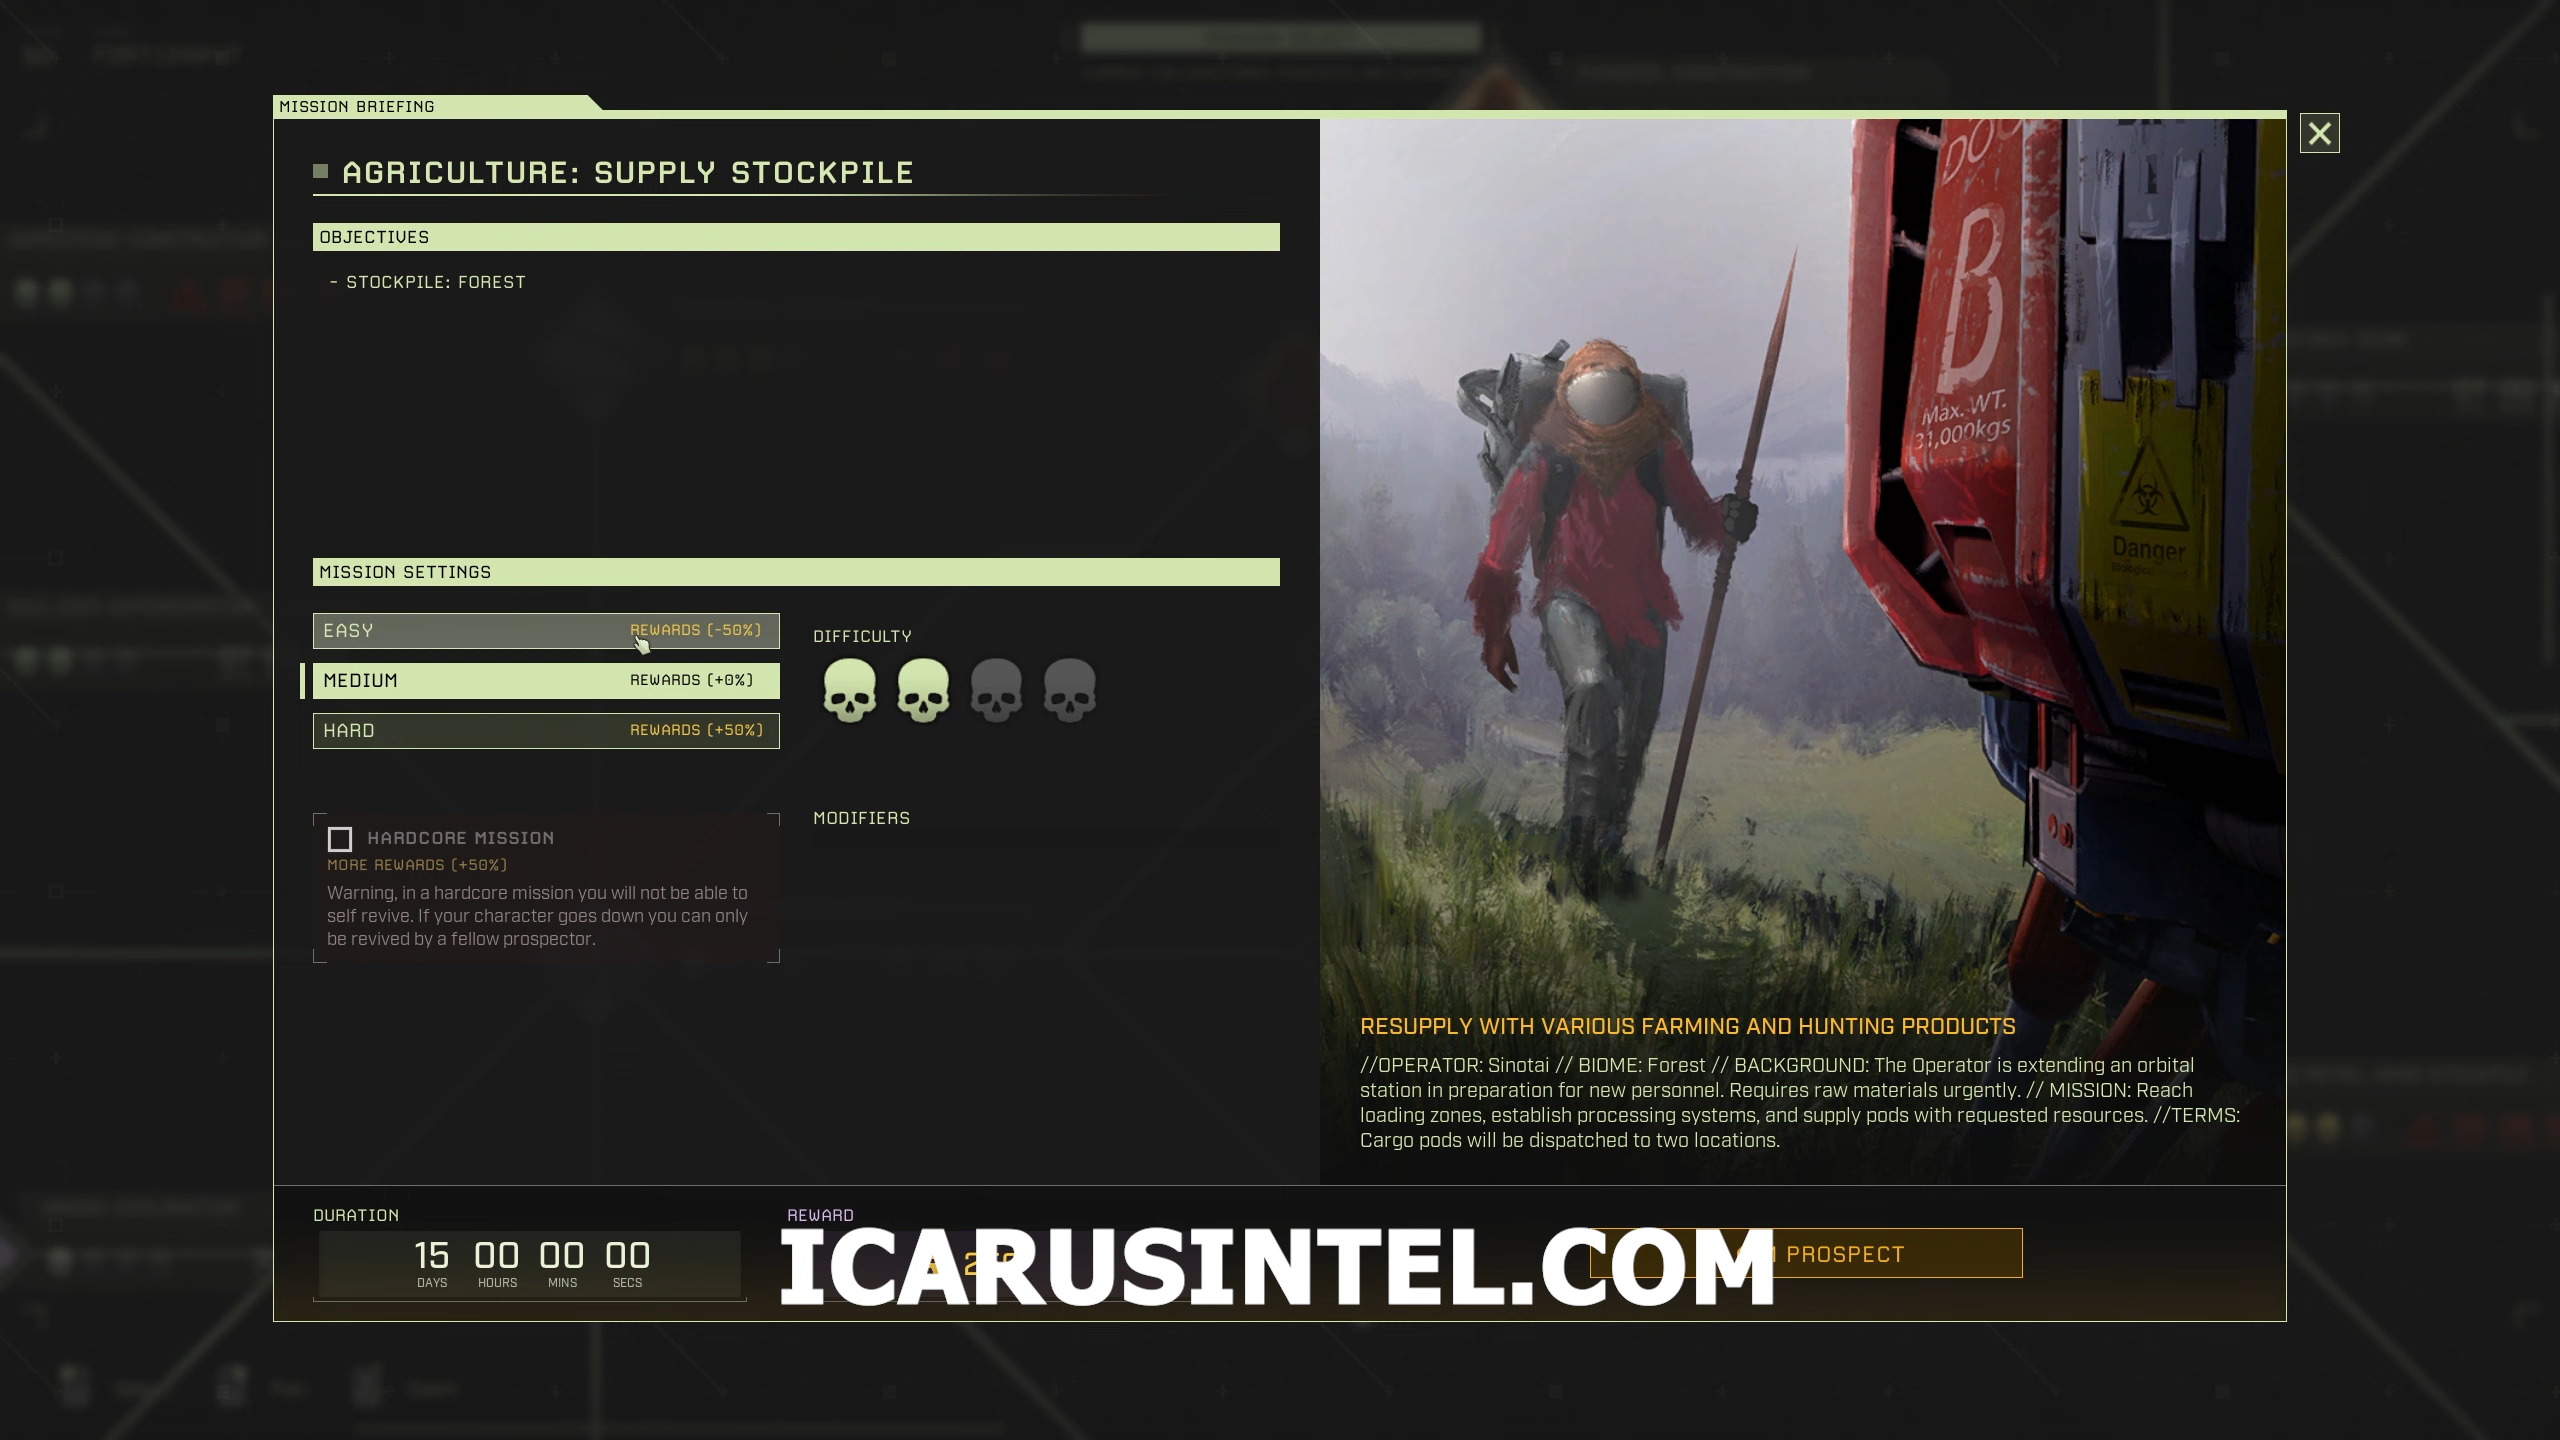 MISSION BRIEFING
AGRICULTURE: SUPPLY STOCKPILE
OBJECTIVES
- STOCKPILE: FOREST
MISSION SETTINGS
EASY REWARDS (-50%)
MEDIUM REWARDS (+0%)
HARD REWARDS (+50%)
DIFFICULTY
HARDCORE MISSION
MORE REWARDS (+50%)
Warning, in a hardcore mission you will not be able to
self revive. If your character goes down you can only
be revived by a fellow prospector.
MODIFIERS
DO
B
Max. WT.
31,000kgs
Danger
RESUPPLY WITH VARIOUS FARMING AND HUNTING PRODUCTS
//OPERATOR: Sinotai // BIOME: Forest // BACKGROUND: The Operator is extending an orbital
station in preparation for new personnel. Requires raw materials urgently. // MISSION: Reach
loading zones, establish processing systems, and supply pods with requested resources. //TERMS:
Cargo pods will be dispatched to two locations.
DURATION
15 00 00 00
DAYS HOURS MINS SECS
REWARD
PROSPECT
ICARUSINTEL.COM